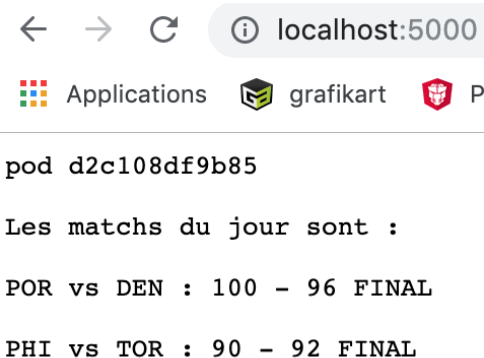 localhost:5000
Applications grafikart P
pod d2c108df9b85
Les matchs du jour sont :
POR vs DEN : 100 - 96 FINAL
PHI vs TOR : 90 - 92 FINAL